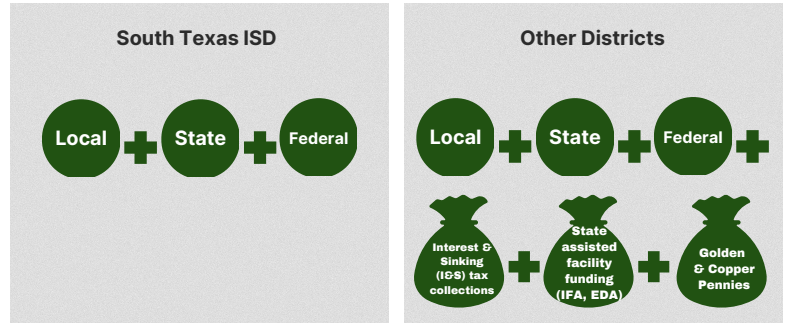 South Texas ISD
Local
State
Federal
Other Districts
Local
State
Federal
Interest &
Sinking
(I&S) tax
collections
State
assisted
facility
funding
(IFA, EDA)
Golden
& Copper
Pennies